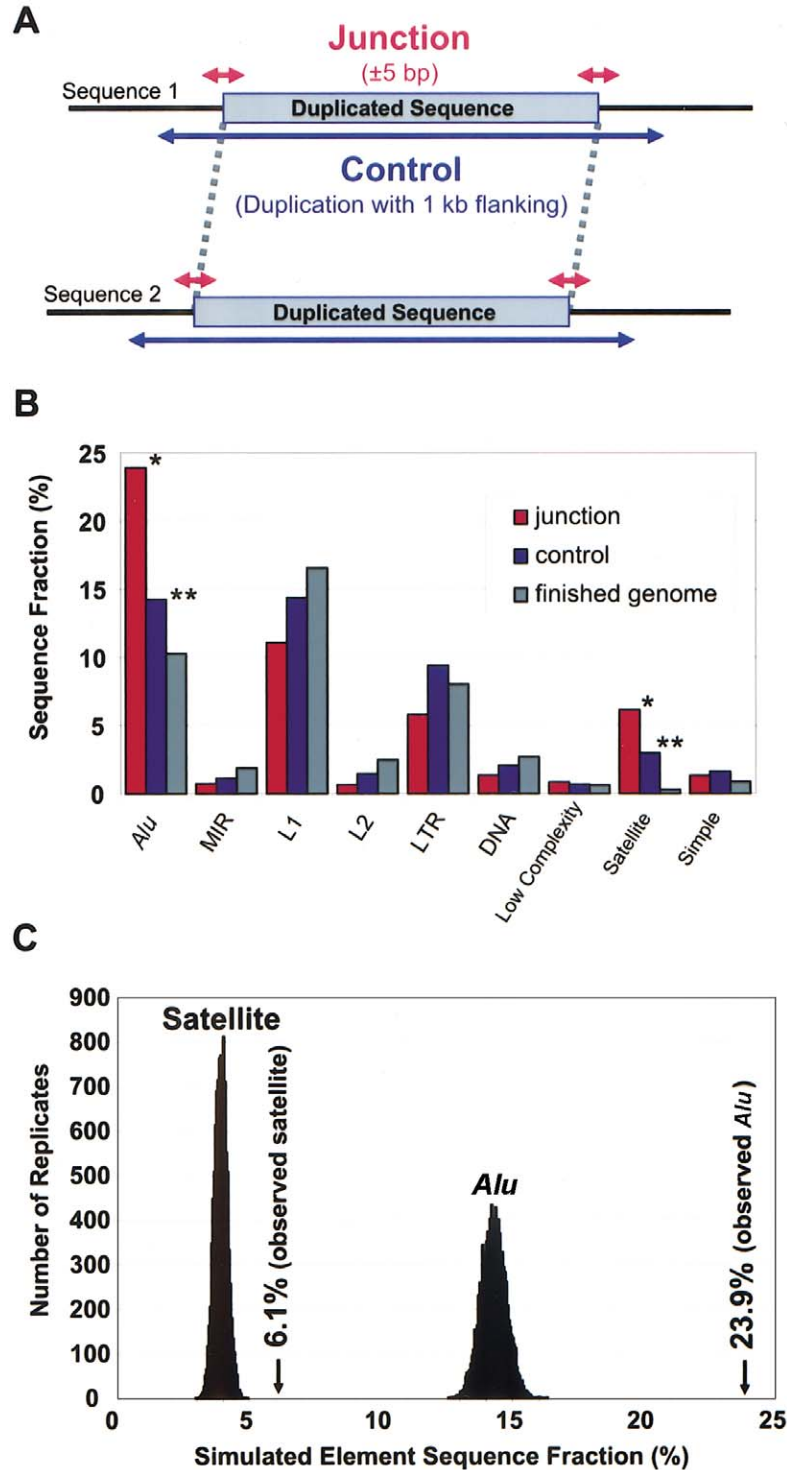 A
Junction
(±5 bp)
Sequence 1
Duplicated Sequence
Control
(Duplication with 1 kb flanking)
Sequence 2
Duplicated Sequence
B
Sequence Fraction (%)
25
20
15
10
5
0
*
**
*
**
junction
control
finished genome
Alu
MIR
L1
L2
LTR
DNA
Low Complexity
Satellite
Simple
C
Number of Replicates
900
800
700
600
500
400
300
200
100
0
Satellite
6.1% (observed satellite)
Alu
23.9% (observed Alu)
0 5 10 15 20 25
Simulated Element Sequence Fraction (%)